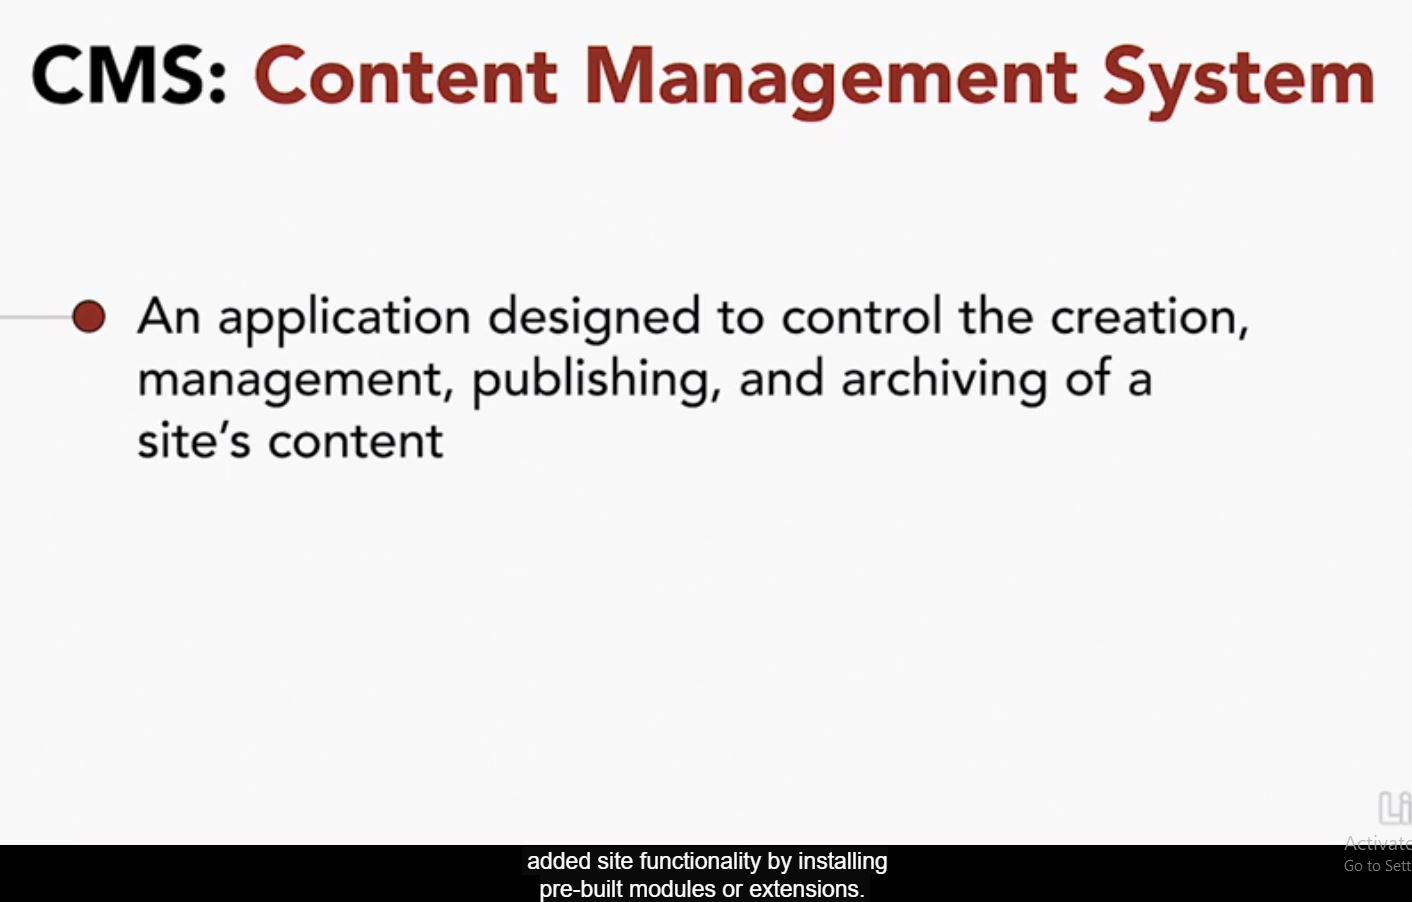 CMS: Content Management System
An application designed to control the creation,
management, publishing, and archiving of a
site's content
Li
Activate
Go to Sett
added site functionality by installing
pre-built modules or extensions.